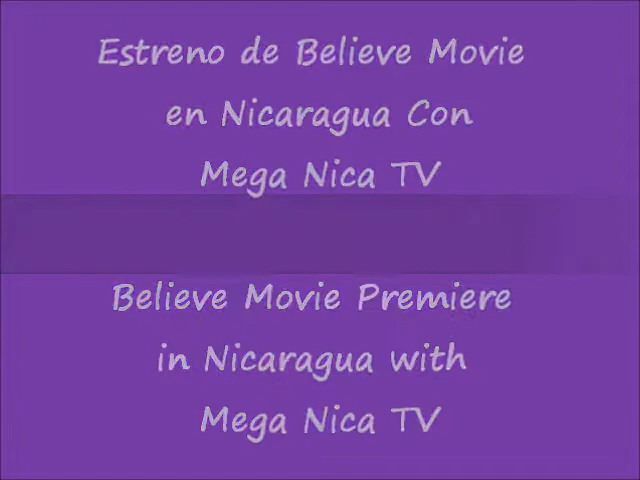 Estreno de Believe Movie
en Nicaragua Con
Mega Nica TV
Believe Movie Premiere
in Nicaragua with
Mega Nica TV